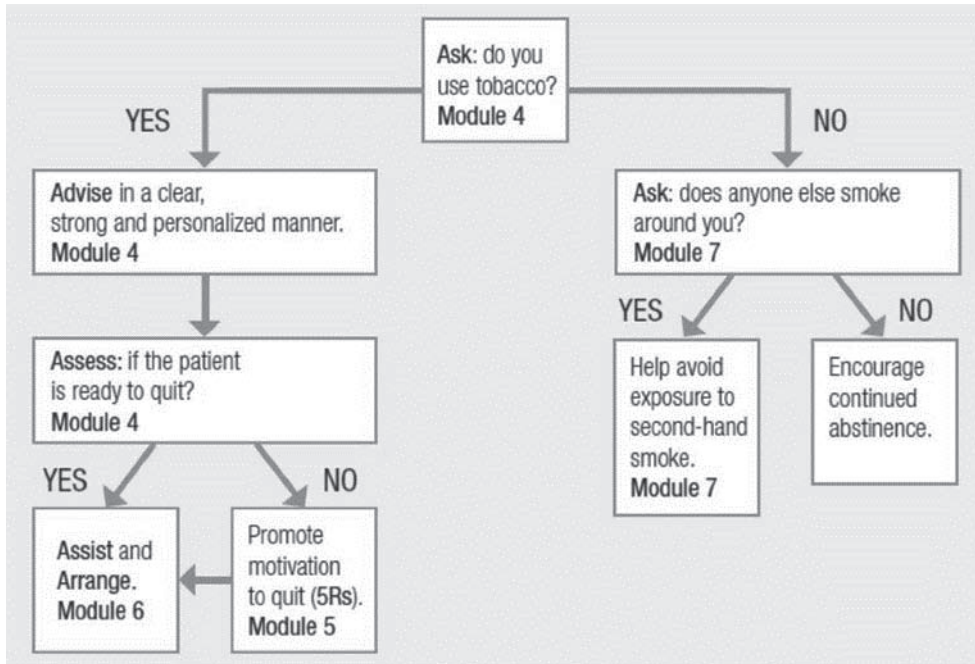 Ask: do you
use tobacco?
Module 4
YES
NO
Advise in a clear,
strong and personalized manner.
Module 4
Ask: does anyone else smoke
around you?
Module 7
Assess: if the patient
is ready to quit?
Module 4
YES
NO
Help avoid
exposure to
second-hand
smoke.
Module 7
Encourage
continued
abstinence.
YES
NO
Assist and
Arrange.
Module 6
Promote
motivation
to quit (5Rs).
Module 5